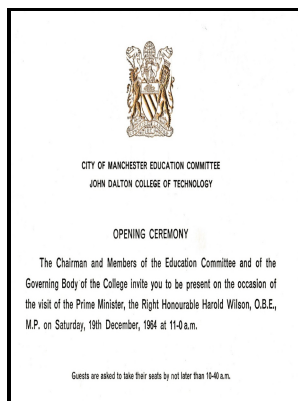 CITY OF MANCHESTER EDUCATION COMMITTEE
JOHN DALTON COLLEGE OF TECHNOLOGY
OPENING CEREMONY
The Chairman and Members of the Education Committee and of the
Governing Body of the College invite you to be present on the occasion of
the visit of the Prime Minister, the Right Honourable Harold Wilson, O.B.E.,
M.P. on Saturday, 19th December, 1964 at 11-0 a.m.
Guests are asked to take their seats by not later than 10-40 a.m.